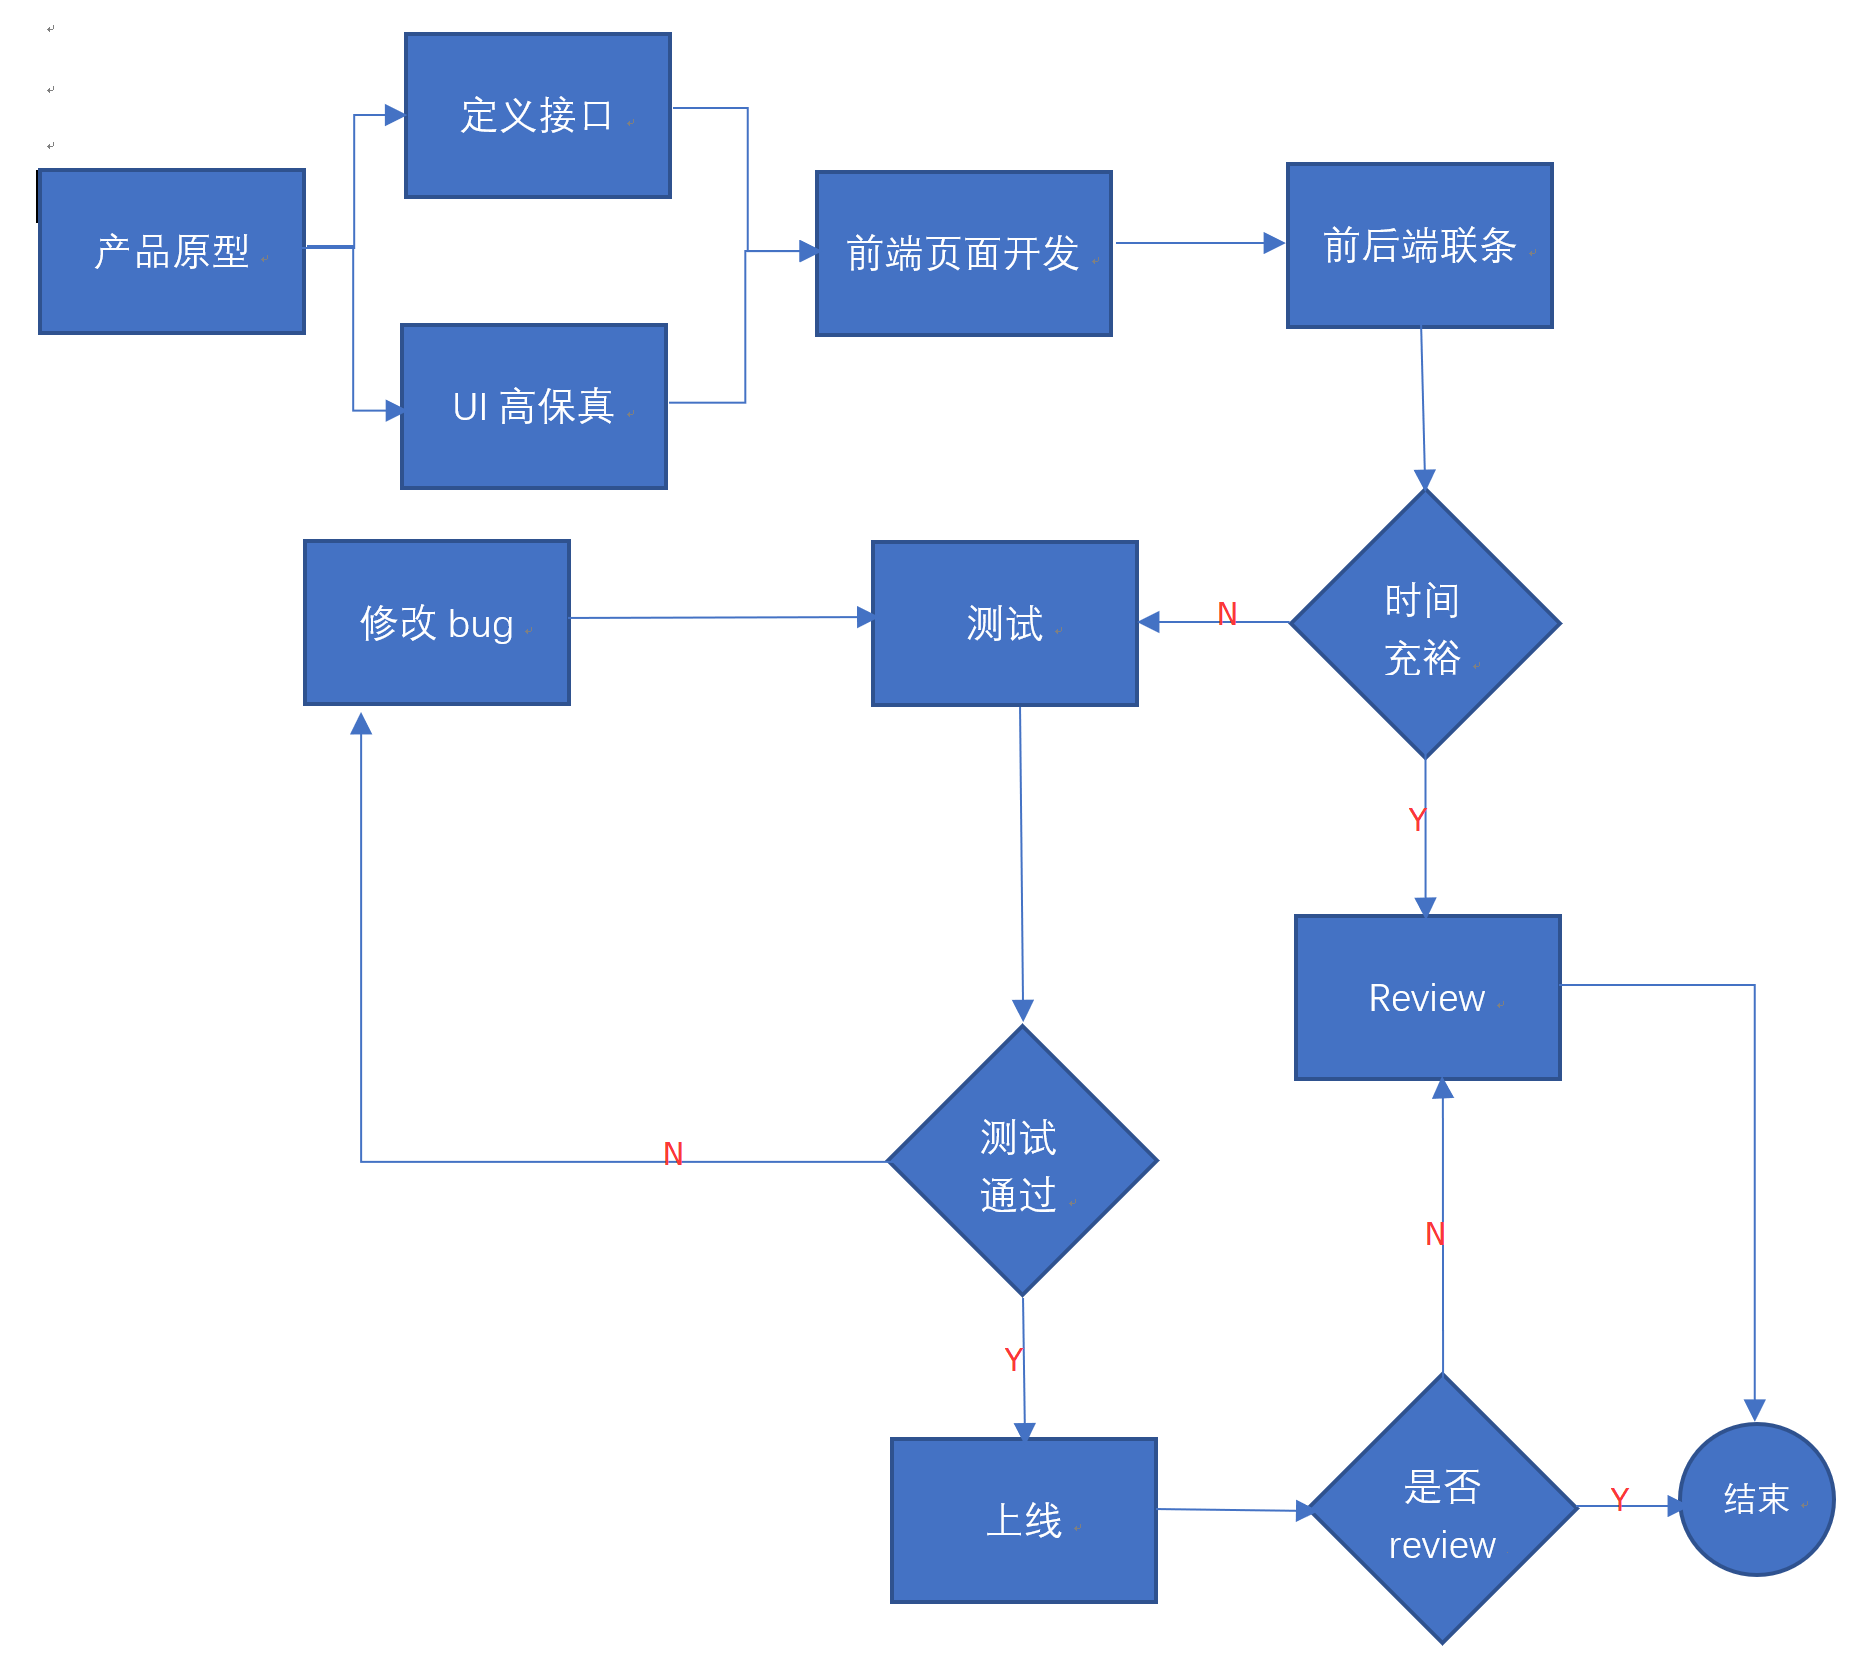 定义接口
产品原型
前端页面开发
前后端联条
UI 高保真
修改 bug
测试
N
时间
充裕
Y
Review
测试
通过
N
N
Y
上线
是否
review
Y
结束